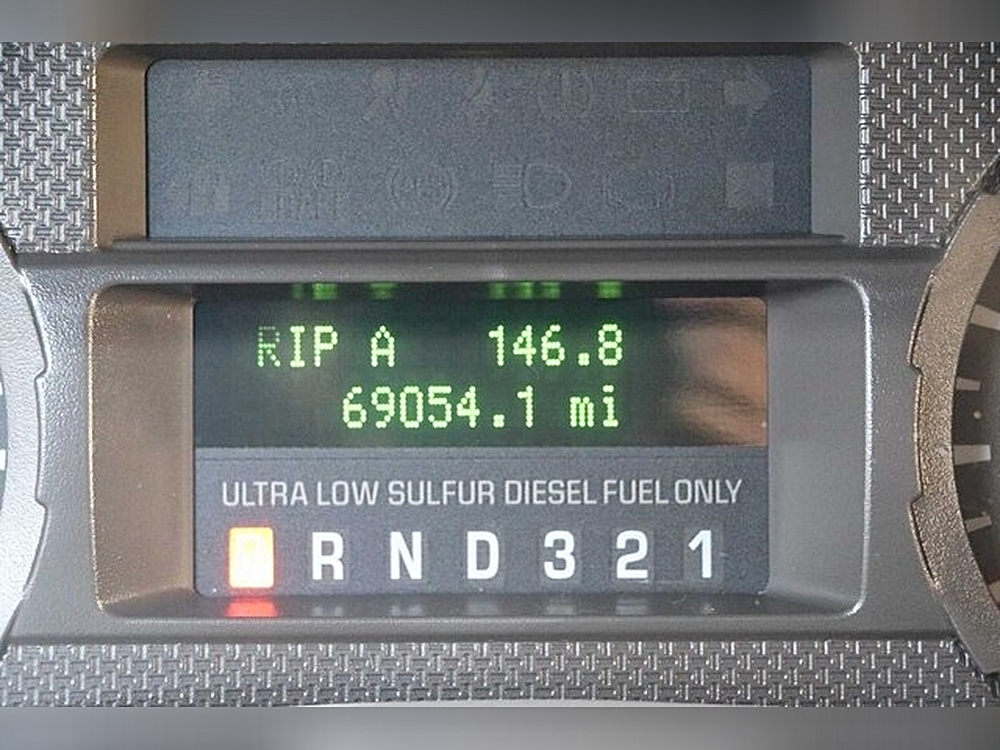 RIP A 146.8
69054.1 mi
ULTRA LOW SULFUR DIESEL FUEL ONLY
R N D 3 2 1